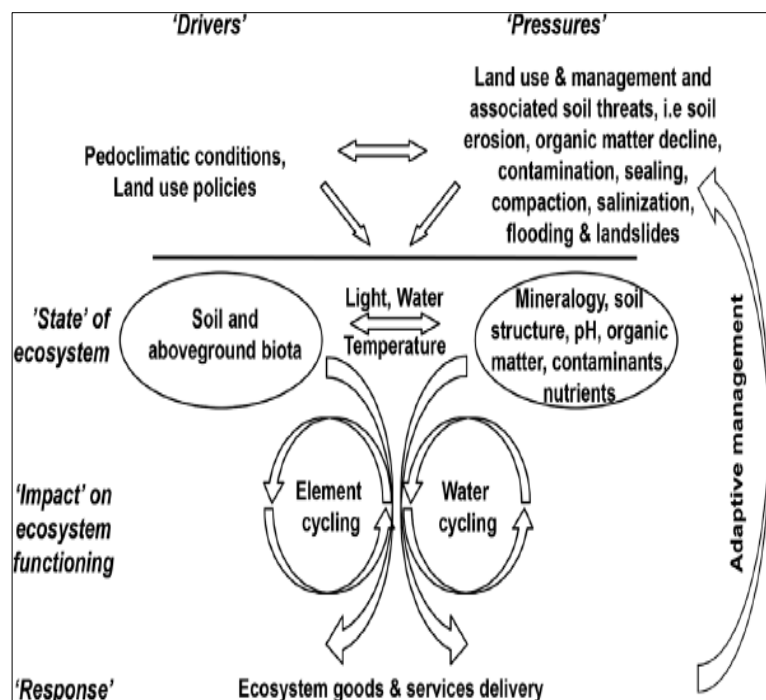 'Drivers'
'Pressures'
Land use & management and
associated soil threats, i.e soil
erosion, organic matter decline,
contamination, sealing,
compaction, salinization,
flooding & landslides
Pedoclimatic conditions,
Land use policies
'State' of
ecosystem
Soil and
aboveground biota
Light, Water
Temperature
Mineralogy, soil
structure, pH, organic
matter, contaminants,
nutrients
'Impact' on
ecosystem
functioning
Element
cycling
Water
cycling
Adaptive management
'Response'
Ecosystem goods & services delivery